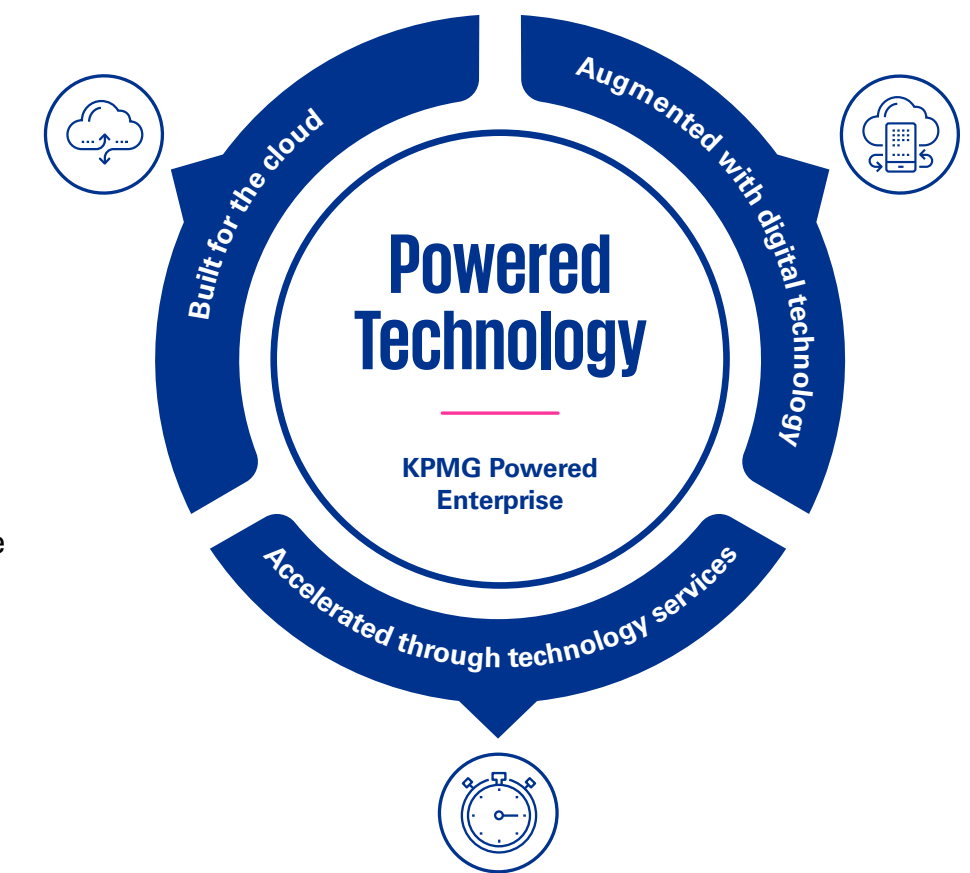 Built for the cloud
Augmented with digital technology
Powered
Technology
KPMG Powered
Enterprise
e
Accelerated through technology services